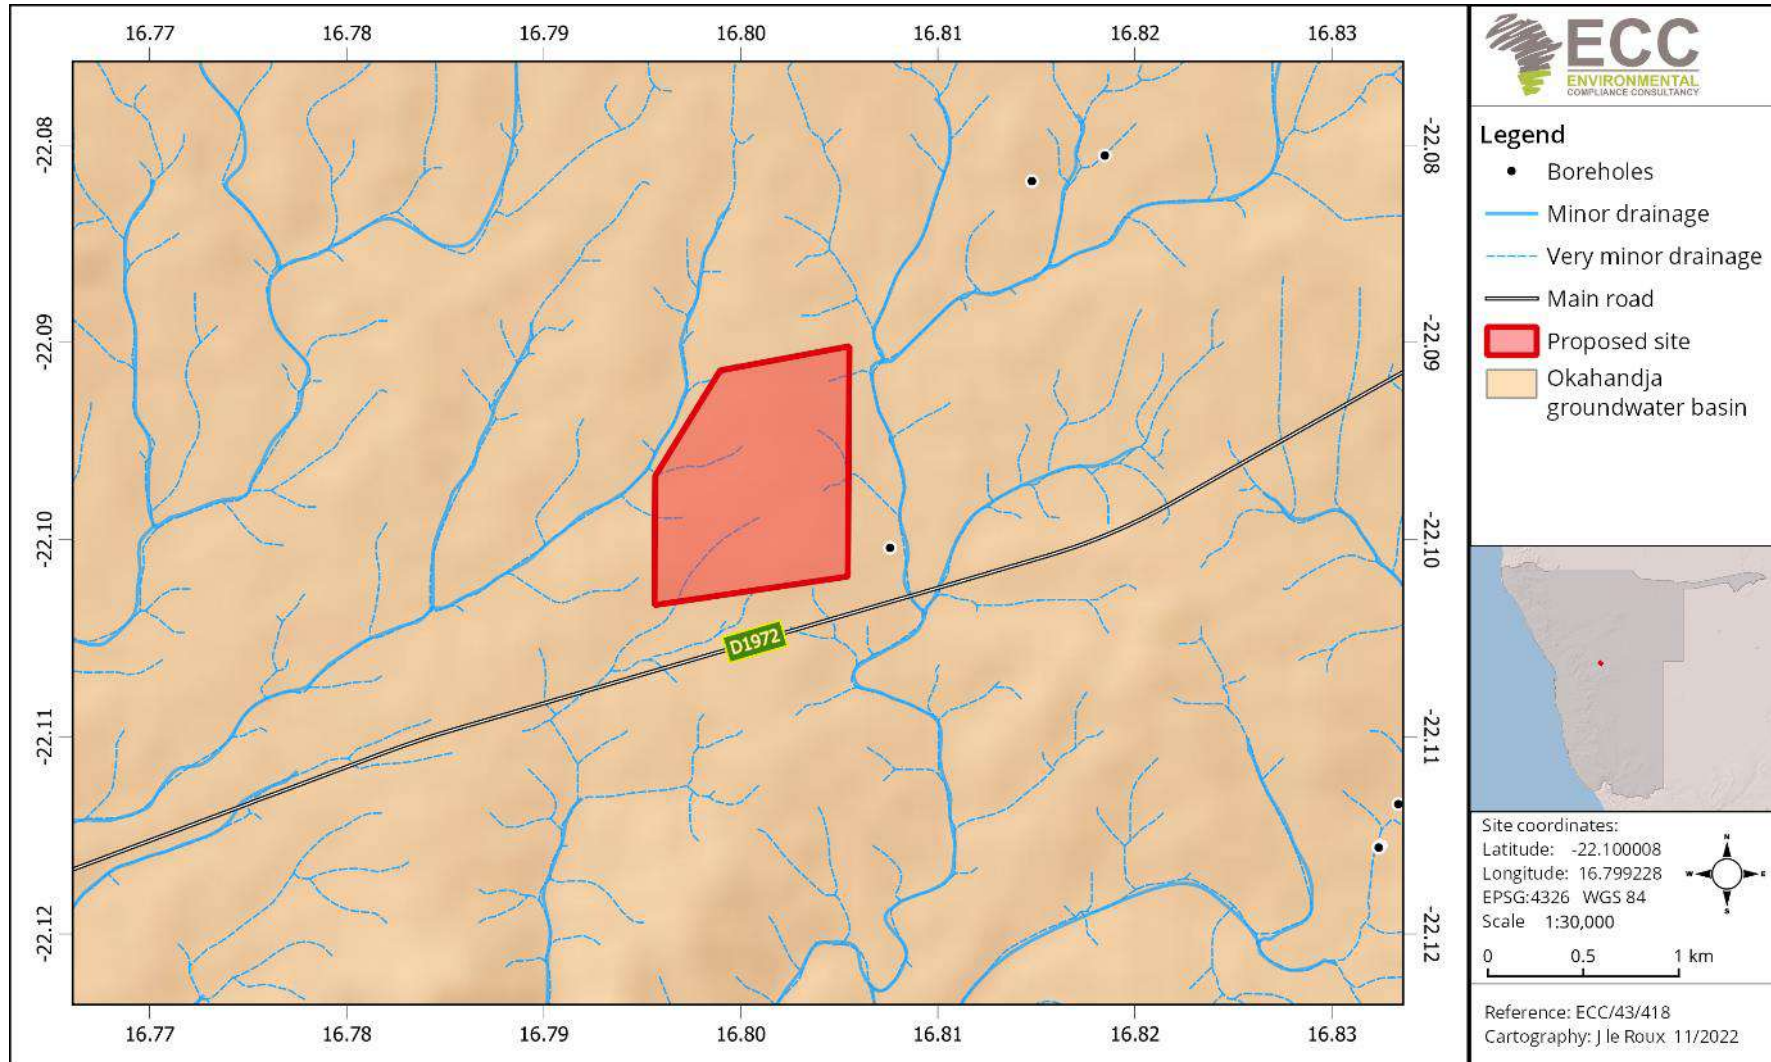 16.77 16.78 16.79 16.80 16.81 16.82 16.83
-22.08
-22.09
-22.10
-22.11
-22.12
D1972
-22.08
-22.09
-22.10
-22.11
-22.12
16.77 16.78 16.79 16.80 16.81 16.82 16.83
ECC
ENVIRONMENTAL
COMPLIANCE CONSULTANCY
Legend
Boreholes
Minor drainage
Very minor drainage
Main road
Proposed site
Okahandja
groundwater basin
Site coordinates:
Latitude: -22.100008
Longitude: 16.799228
EPSG:4326 WGS 84
Scale 1:30,000
N
W E
S
0 0.5 1 km
Reference: ECC/43/418
Cartography: J le Roux 11/2022